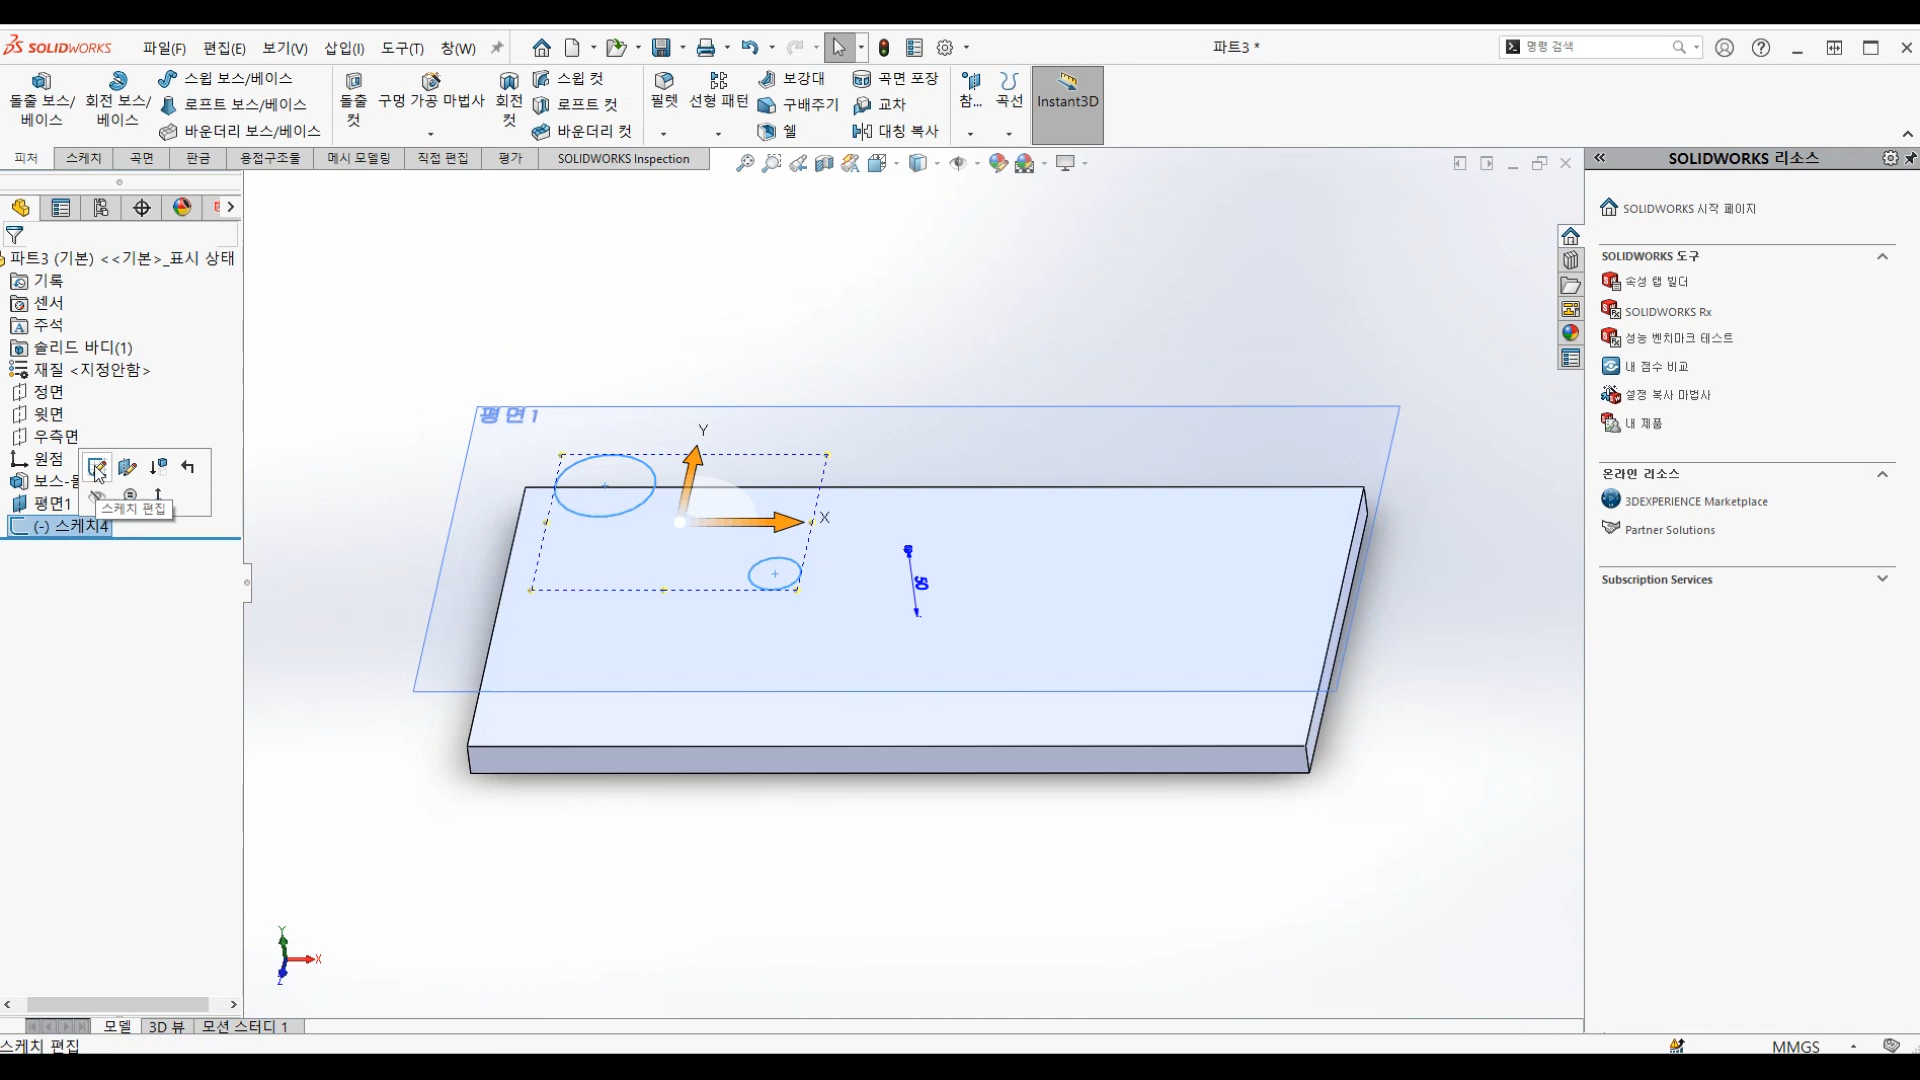 SOLIDWORKS 파일(F) 편집(E) 보기(V) 삽입(I) 도구(T) 창(W) 파트3 * 명령 검색
돌출 보스/베이스 회전 보스/베이스 스윕 보스/베이스 로프트 보스/베이스 바운더리 보스/베이스 돌출 컷 구멍 가공 마법사 회전 컷 스윕 컷 로프트 컷 바운더리 컷 필렛 선형 패턴 보강대 구배주기 쉘 곡면 포장 교차 대칭 복사 참... 곡선 Instant3D
피처 스케치 곡면 판금 용접구조물 메시 모델링 직접 편집 평가 SOLIDWORKS Inspection
파트3 (기본) <<기본>_표시 상태
기록
센서
주석
솔리드 바디(1)
재질 <지정안함>
정면
윗면
우측면
원점
보스-
평면1
스케치 편집
(-) 스케치4
평면1
Y
X
50
Y
X
Z
SOLIDWORKS 리소스
SOLIDWORKS 시작 페이지
SOLIDWORKS 도구
속성 탭 빌더
SOLIDWORKS Rx
성능 벤치마크 테스트
내 점수 비교
설정 복사 마법사
내 제품
온라인 리소스
3DEXPERIENCE Marketplace
Partner Solutions
Subscription Services
모델 3D 뷰 모션 스터디 1
스케치 편집 MMGS